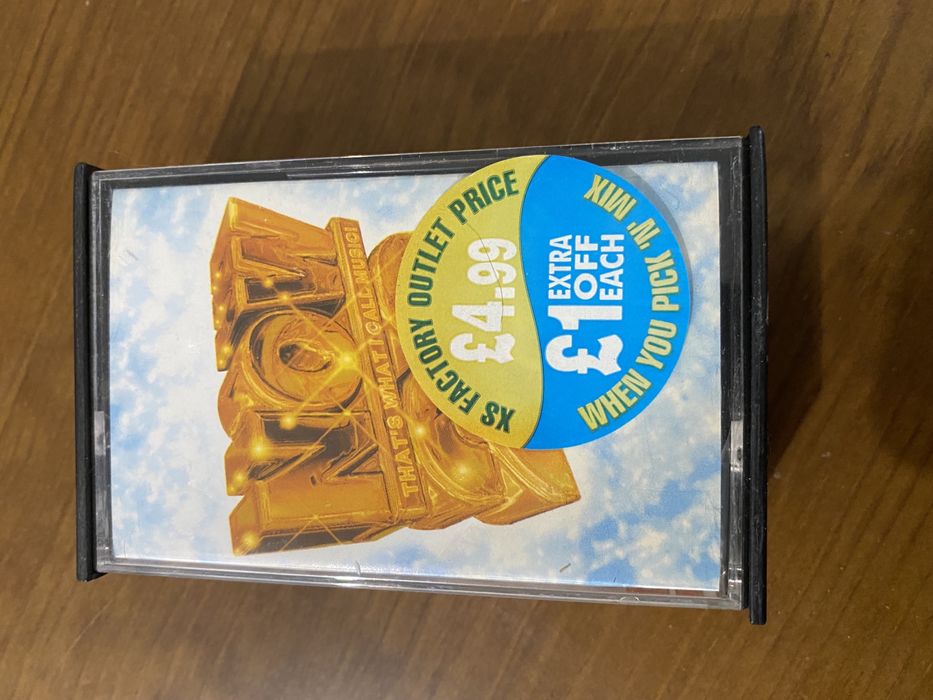 NOW
THAT'S WHAT I CALL MUSIC!
XS FACTORY OUTLET PRICE
£4.99
£1 EXTRA
OFF
EACH
WHEN YOU PICK 'N' MIX